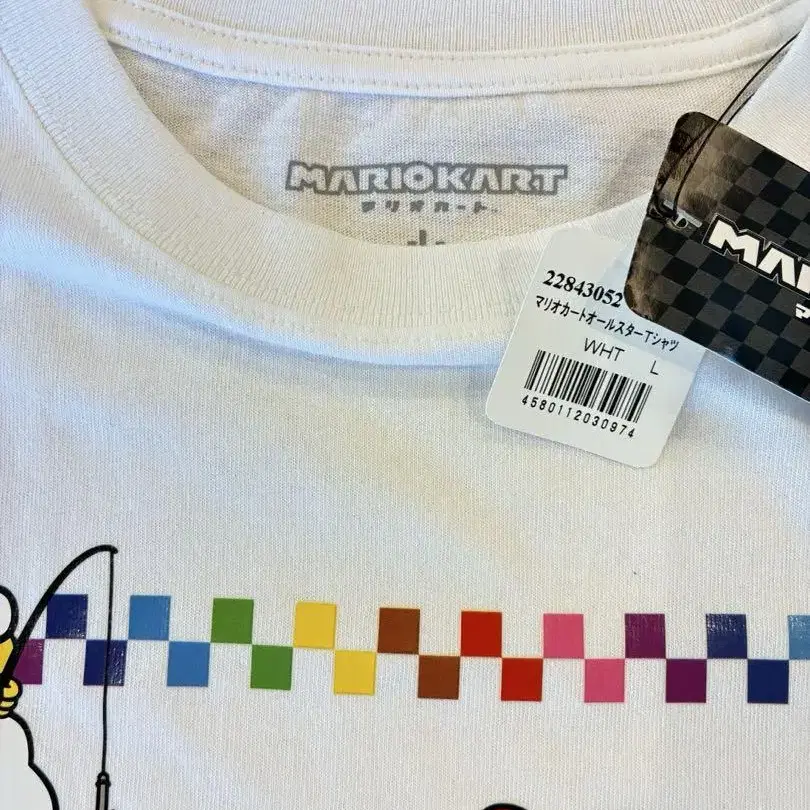 MARIOKART
マリオカート
L
22843052
マリオカートオールスターTシャツ
WHT L
4580112030974